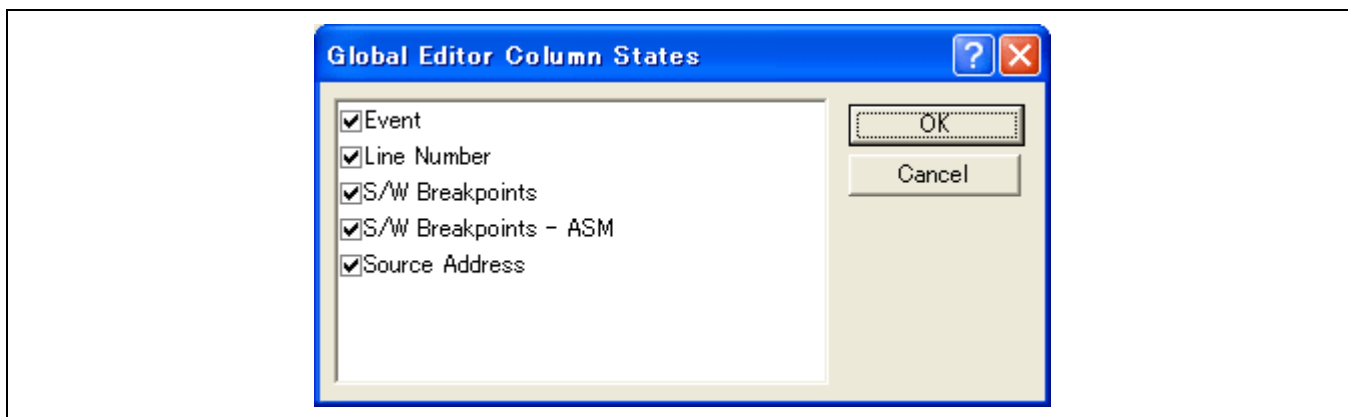 Global Editor Column States
Event
Line Number
S/W Breakpoints
S/W Breakpoints - ASM
Source Address
OK
Cancel